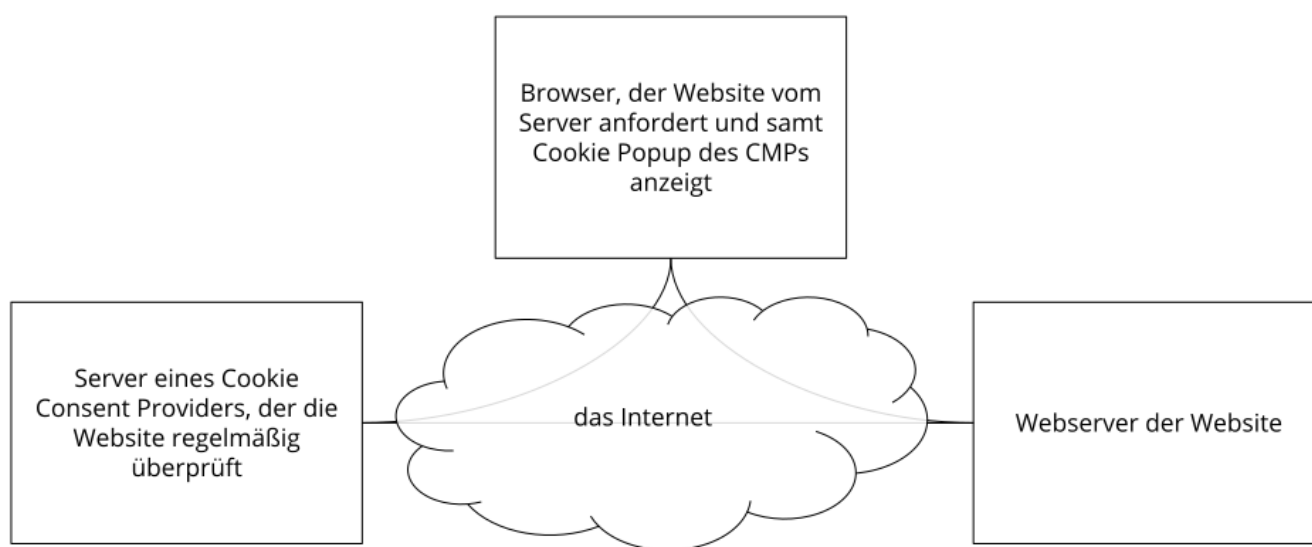 Browser, der Website vom
Server anfordert und samt
Cookie Popup des CMPs
anzeigt
Server eines Cookie
Consent Providers, der die
Website regelmäßig
überprüft
das Internet
Webserver der Website